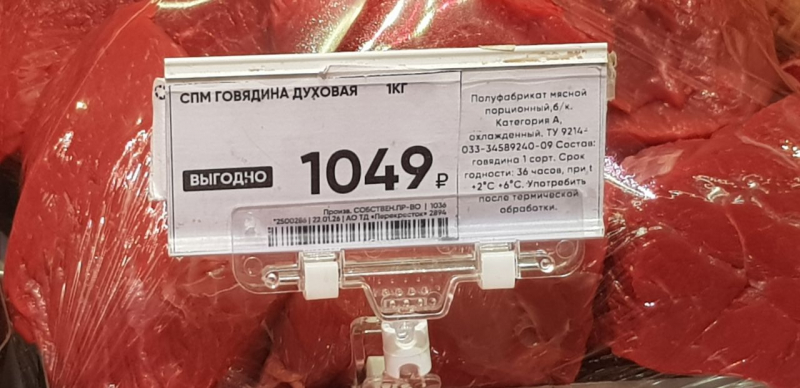 СПМ ГОВЯДИНА ДУХОВАЯ 1КГ
ВЫГОДНО
1049 ₽
Произв. СОБСТВЕН.ПР-ВО | 1036
*2500286 | 22.01.26 | АО ТД «Перекресток» 2894
Полуфабрикат мясной
порционный,б/к.
Категория А,
охлажденный. ТУ 9214-
033-34589240-09 Состав:
говядина 1 сорт. Срок
годности: 36 часов, при t
+2°С +6°С. Употребить
после термической
обработки.